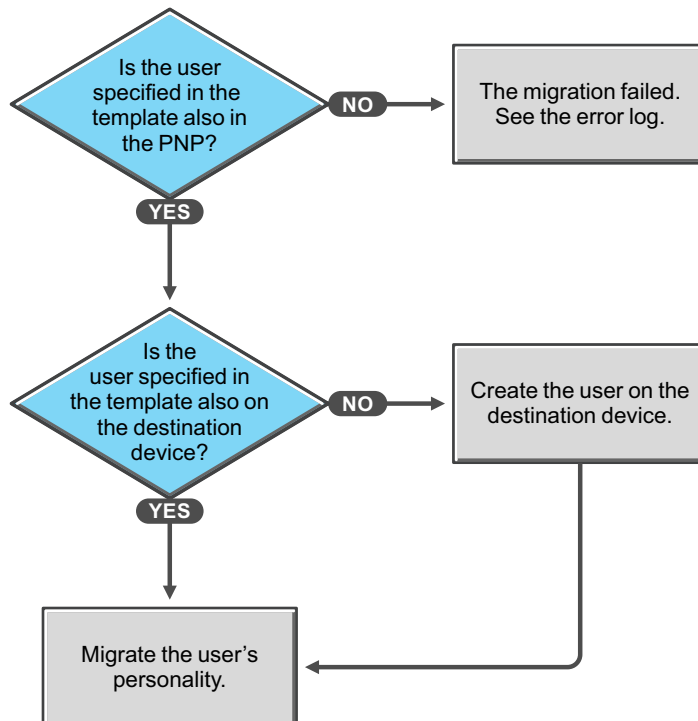 Is the user
specified in the
template also in
the PNP?
NO
The migration failed.
See the error log.
YES
Is the
user specified in
the template also on
the destination
device?
NO
Create the user on the
destination device.
YES
Migrate the user's
personality.